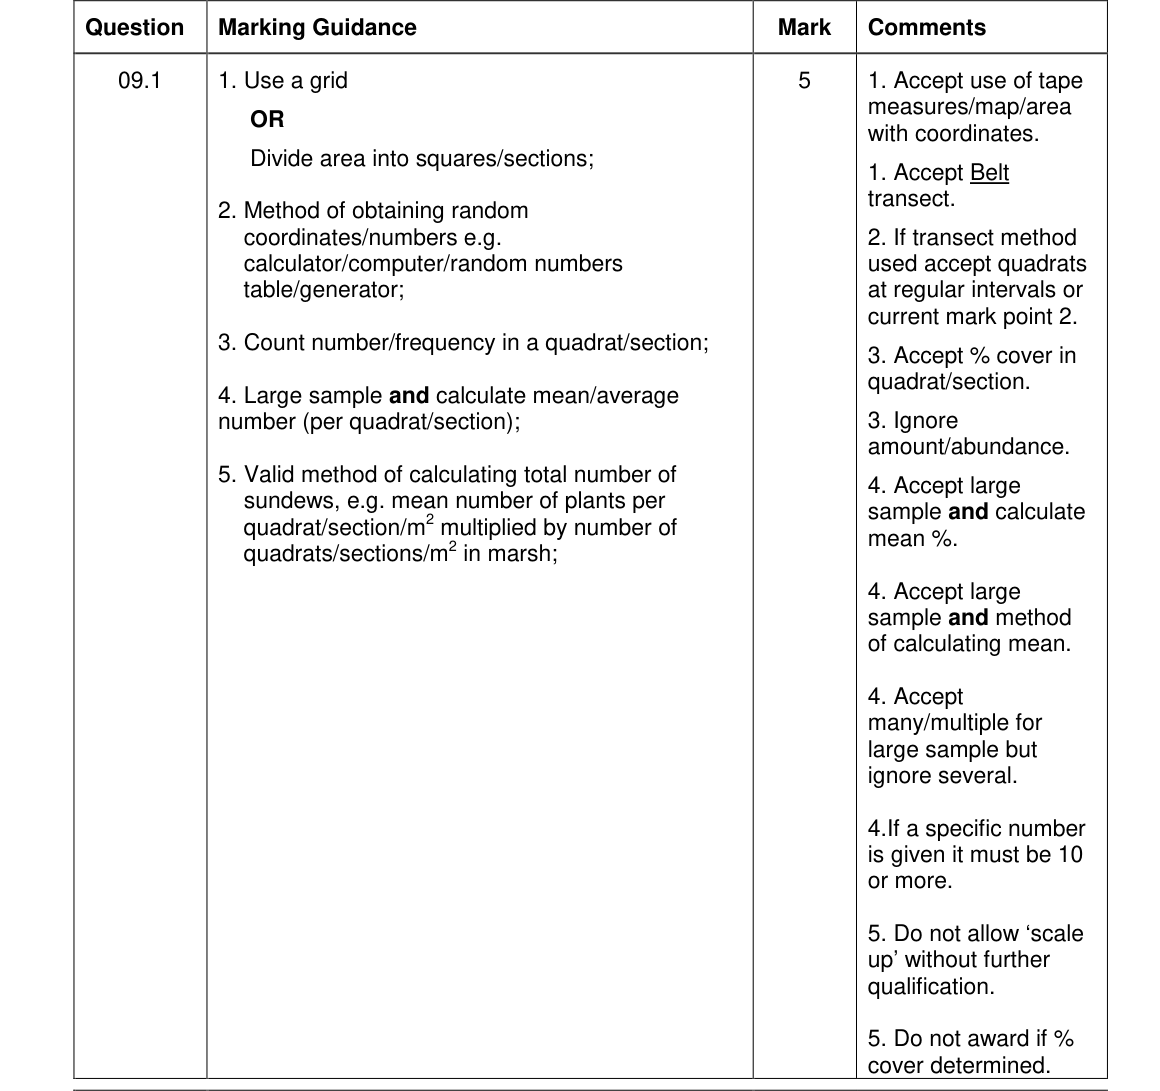 Question Marking Guidance Mark Comments
09.1
1. Use a grid
OR
Divide area into squares/sections;
2. Method of obtaining random
coordinates/numbers e.g.
calculator/computer/random numbers
table/generator;
3. Count number/frequency in a quadrat/section;
4. Large sample and calculate mean/average
number (per quadrat/section);
5. Valid method of calculating total number of
sundews, e.g. mean number of plants per
quadrat/section/m² multiplied by number of
quadrats/sections/m² in marsh;
5
1. Accept use of tape
measures/map/area
with coordinates.
1. Accept Belt
transect.
2. If transect method
used accept quadrats
at regular intervals or
current mark point 2.
3. Accept % cover in
quadrat/section.
3. Ignore
amount/abundance.
4. Accept large
sample and calculate
mean %.
4. Accept large
sample and method
of calculating mean.
4. Accept
many/multiple for
large sample but
ignore several.
4.If a specific number
is given it must be 10
or more.
5. Do not allow ‘scale
up’ without further
qualification.
5. Do not award if %
cover determined.